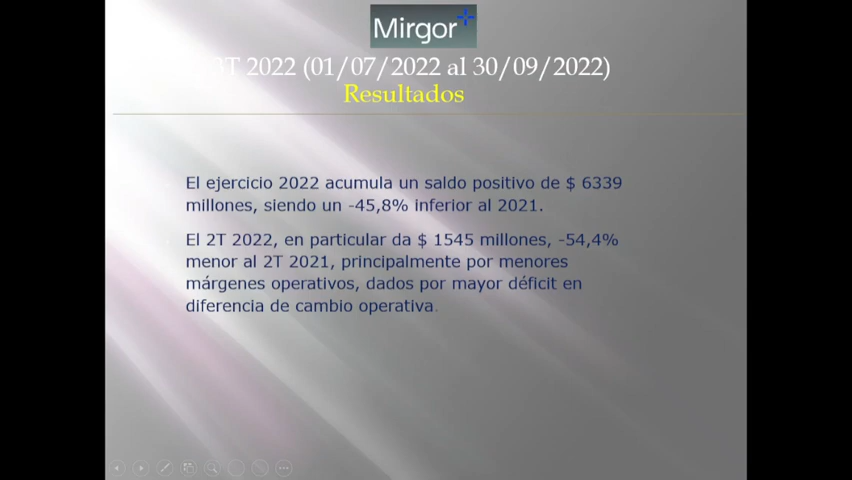 Mirgor
3T 2022 (01/07/2022 al 30/09/2022)
Resultados
El ejercicio 2022 acumula un saldo positivo de $ 6339
millones, siendo un -45,8% inferior al 2021.
El 2T 2022, en particular da $ 1545 millones, -54,4%
menor al 2T 2021, principalmente por menores
márgenes operativos, dados por mayor déficit en
diferencia de cambio operativa.